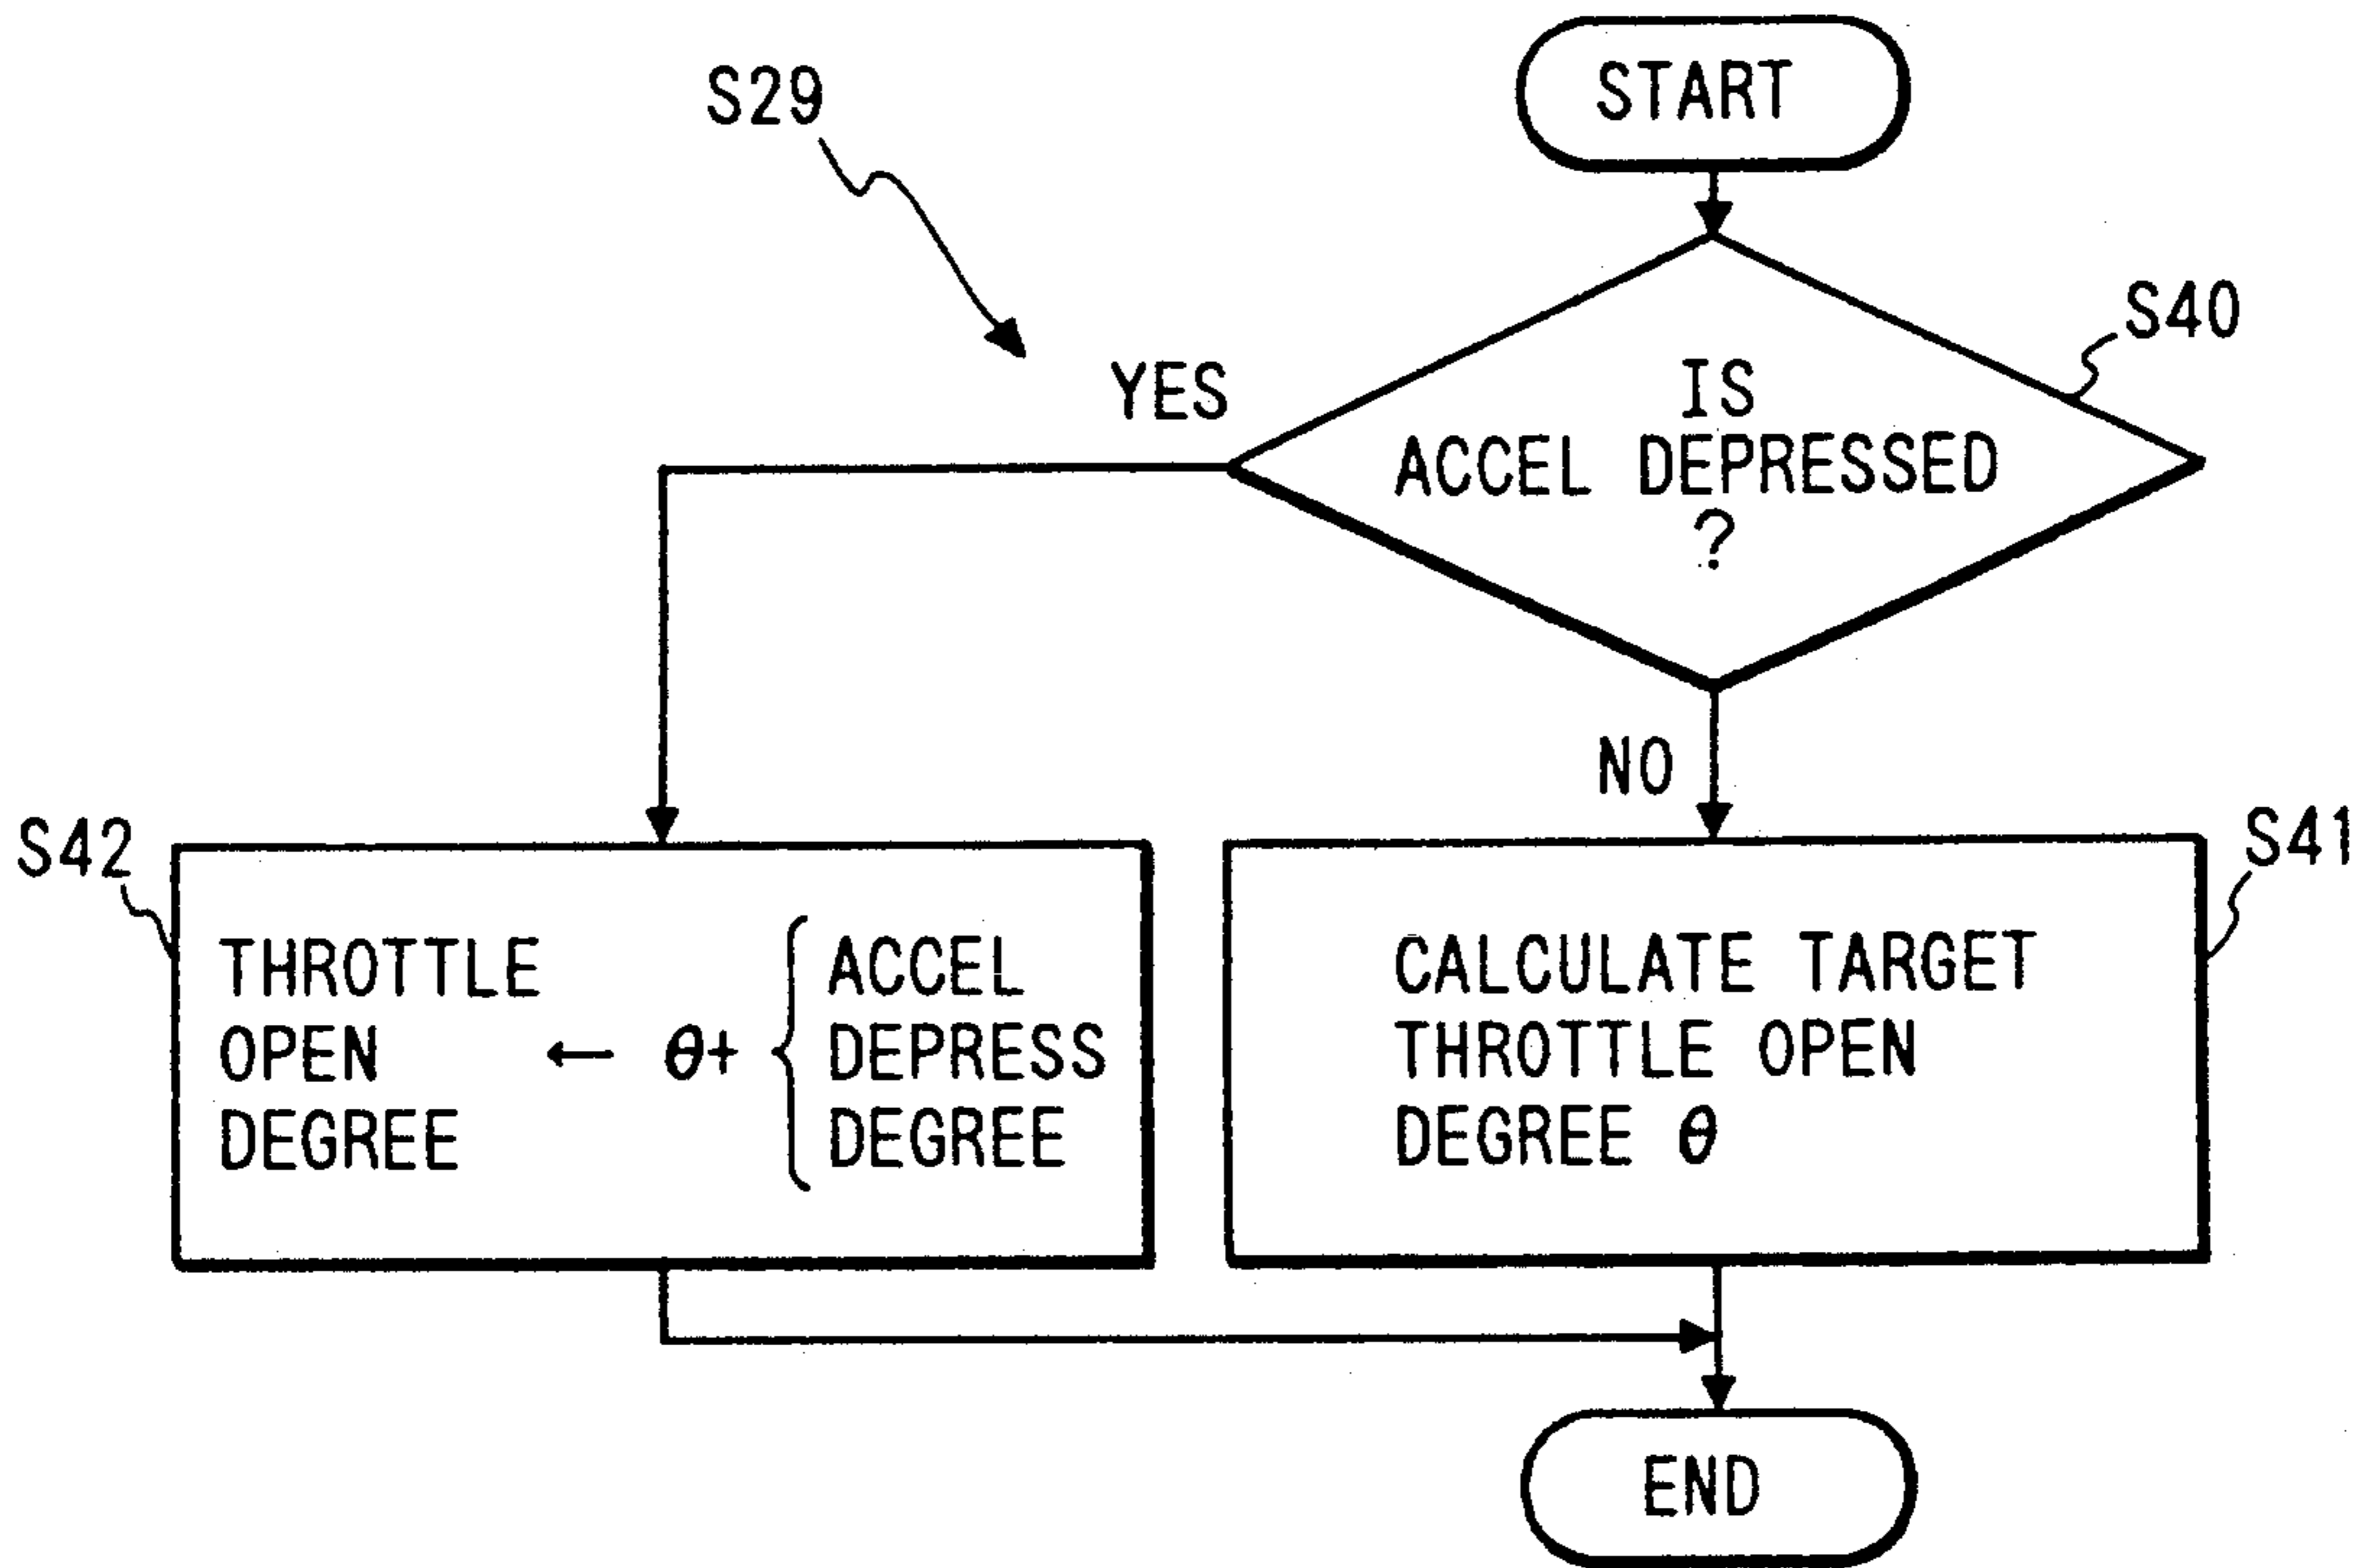 START
S29
S40
YES
IS
ACCEL DEPRESSED
?
NO
S42
THROTTLE
OPEN
DEGREE
← θ+ {
ACCEL
DEPRESS
DEGREE
S41
CALCULATE TARGET
THROTTLE OPEN
DEGREE θ
END